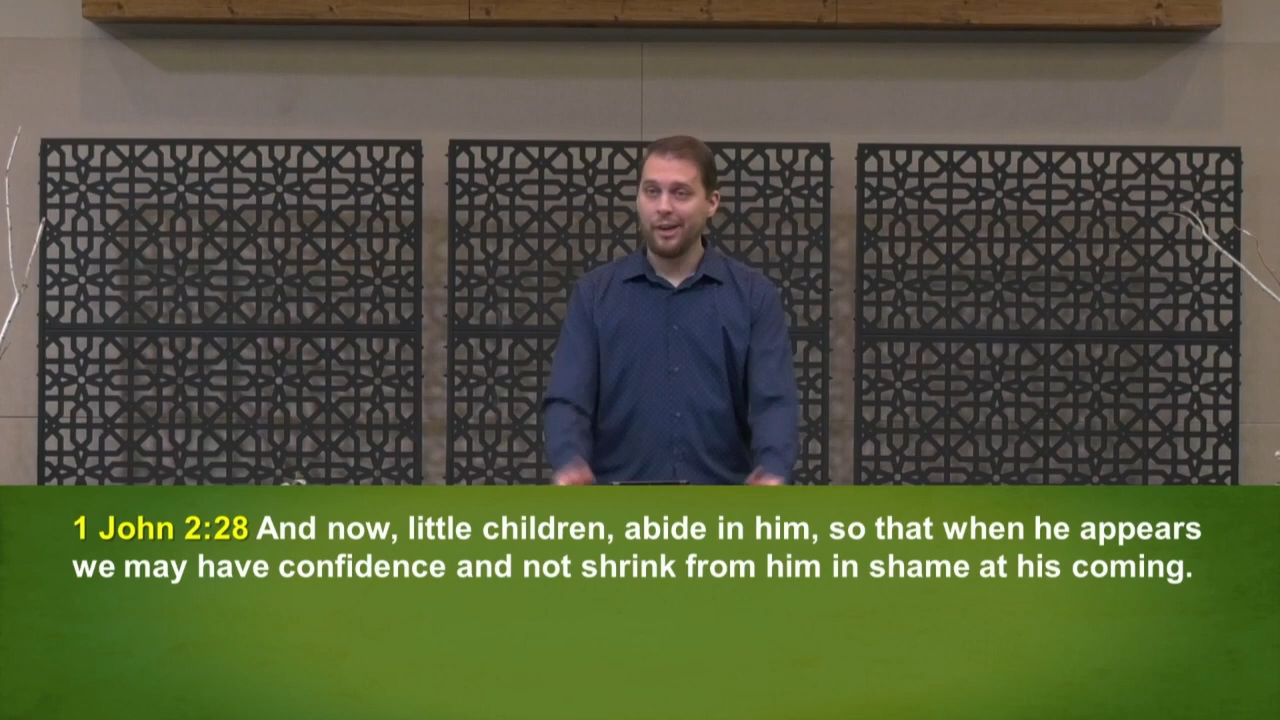 1 John 2:28 And now, little children, abide in him, so that when he appears
we may have confidence and not shrink from him in shame at his coming.